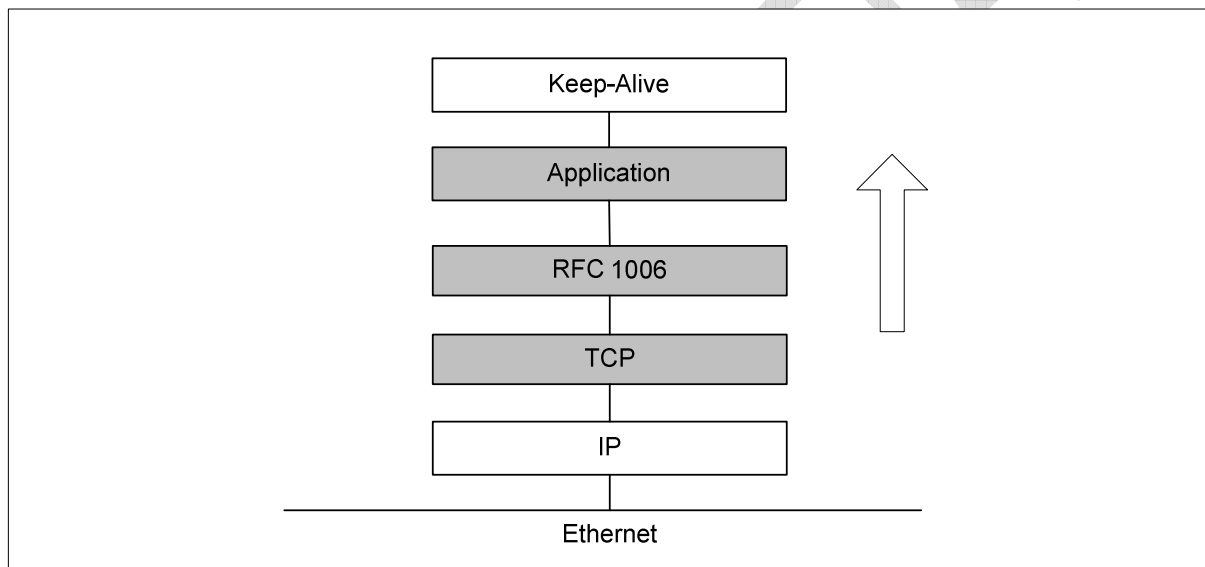 Keep-Alive
Application
RFC 1006
TCP
IP
Ethernet